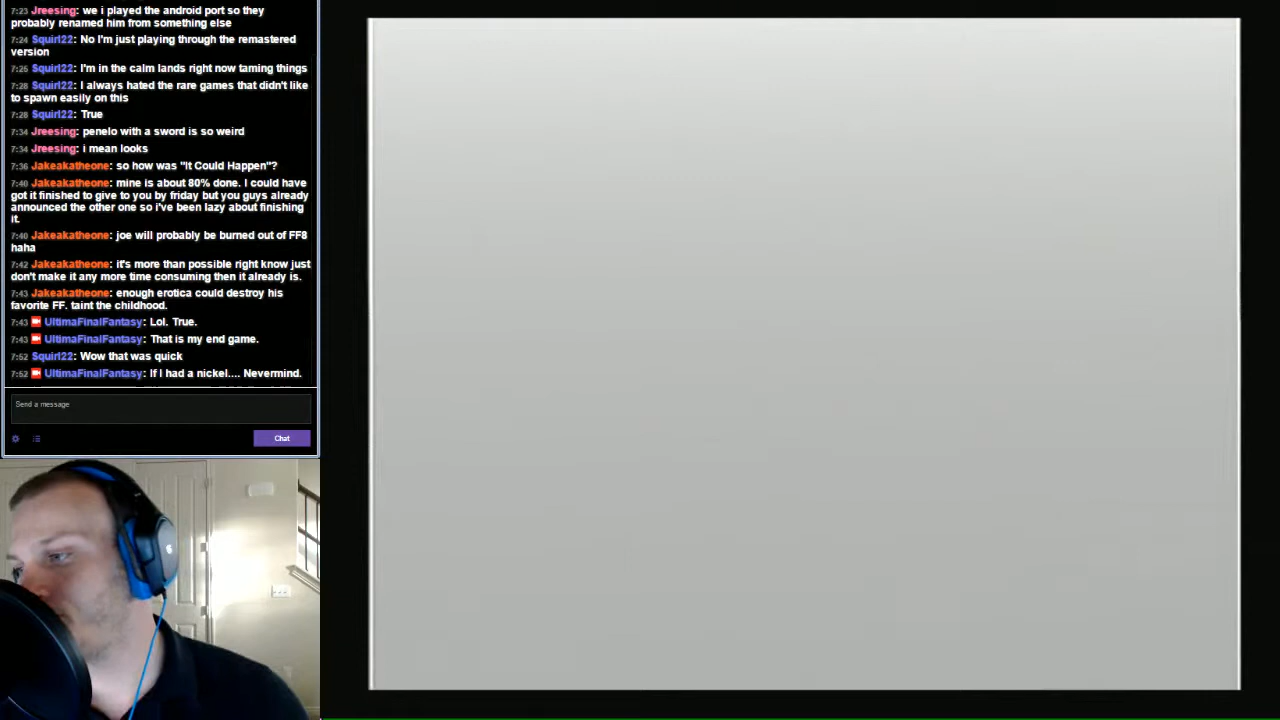 7:23 Jreesing: we i played the android port so they
probably renamed him from something else
7:24 Squirl22: No I'm just playing through the remastered
version
7:25 Squirl22: I'm in the calm lands right now taming things
7:28 Squirl22: I always hated the rare games that didn't like
to spawn easily on this
7:28 Squirl22: True
7:34 Jreesing: penelo with a sword is so weird
7:34 Jreesing: i mean looks
7:36 Jakeakatheone: so how was "It Could Happen"?
7:40 Jakeakatheone: mine is about 80% done. I could have
got it finished to give to you by friday but you guys already
announced the other one so i've been lazy about finishing
it.
7:40 Jakeakatheone: joe will probably be burned out of FF8
haha
7:42 Jakeakatheone: it's more than possible right know just
don't make it any more time consuming then it already is.
7:43 Jakeakatheone: enough erotica could destroy his
favorite FF. taint the childhood.
7:43 UltimaFinalFantasy: Lol. True.
7:43 UltimaFinalFantasy: That is my end game.
7:52 Squirl22: Wow that was quick
7:52 UltimaFinalFantasy: If I had a nickel.... Nevermind.
Send a message
Chat